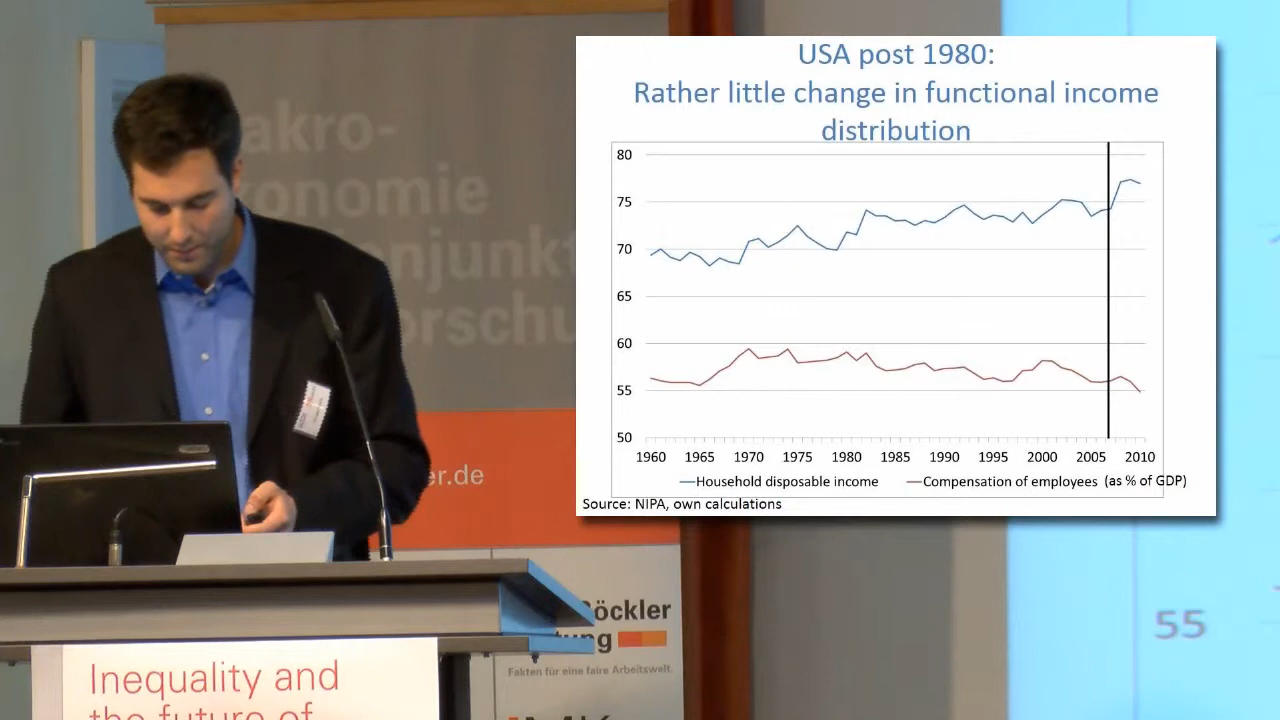 USA post 1980:
Rather little change in functional income
distribution
80
75
70
65
60
55
50
1960 1965 1970 1975 1980 1985 1990 1995 2000 2005 2010
Household disposable income Compensation of employees (as % of GDP)
Source: NIPA, own calculations
akro-
onomie
njunkt
orschu
er.de
öckler
ung
Fakten für eine faire Arbeitswelt.
Inequality and
the future of
55